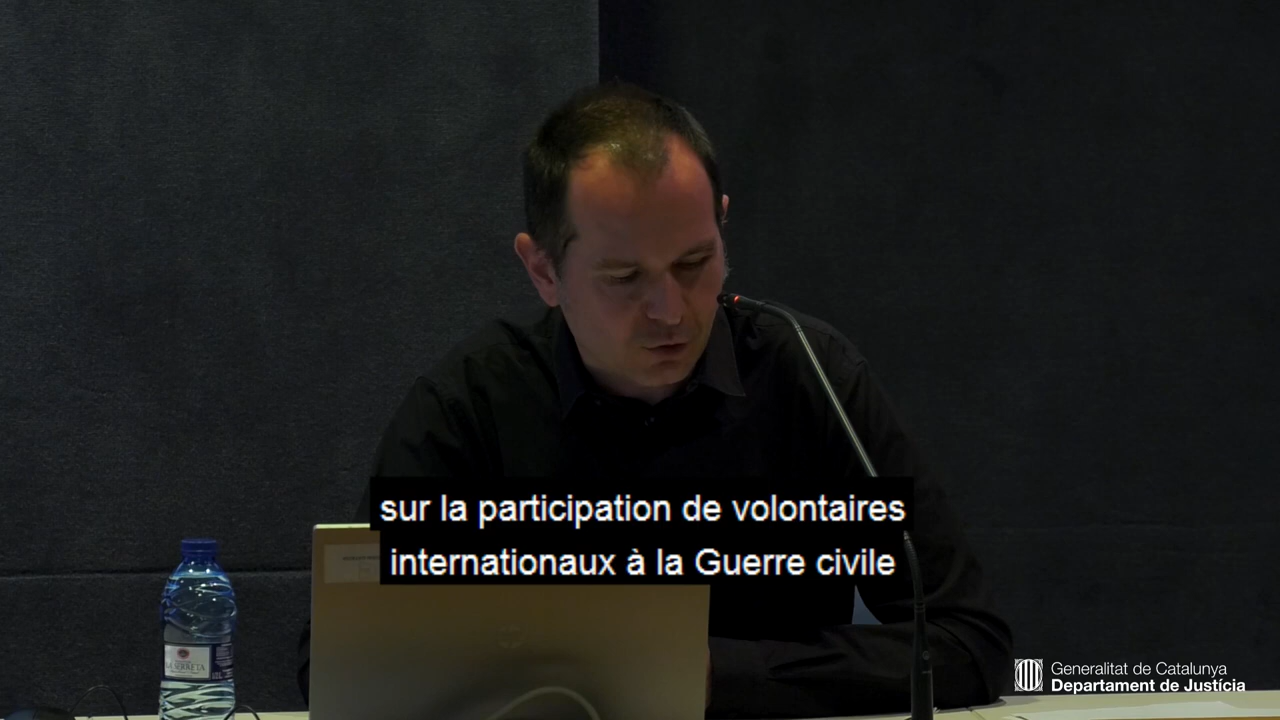 sur la participation de volontaires
internationaux à la Guerre civile
Generalitat de Catalunya
Departament de Justícia